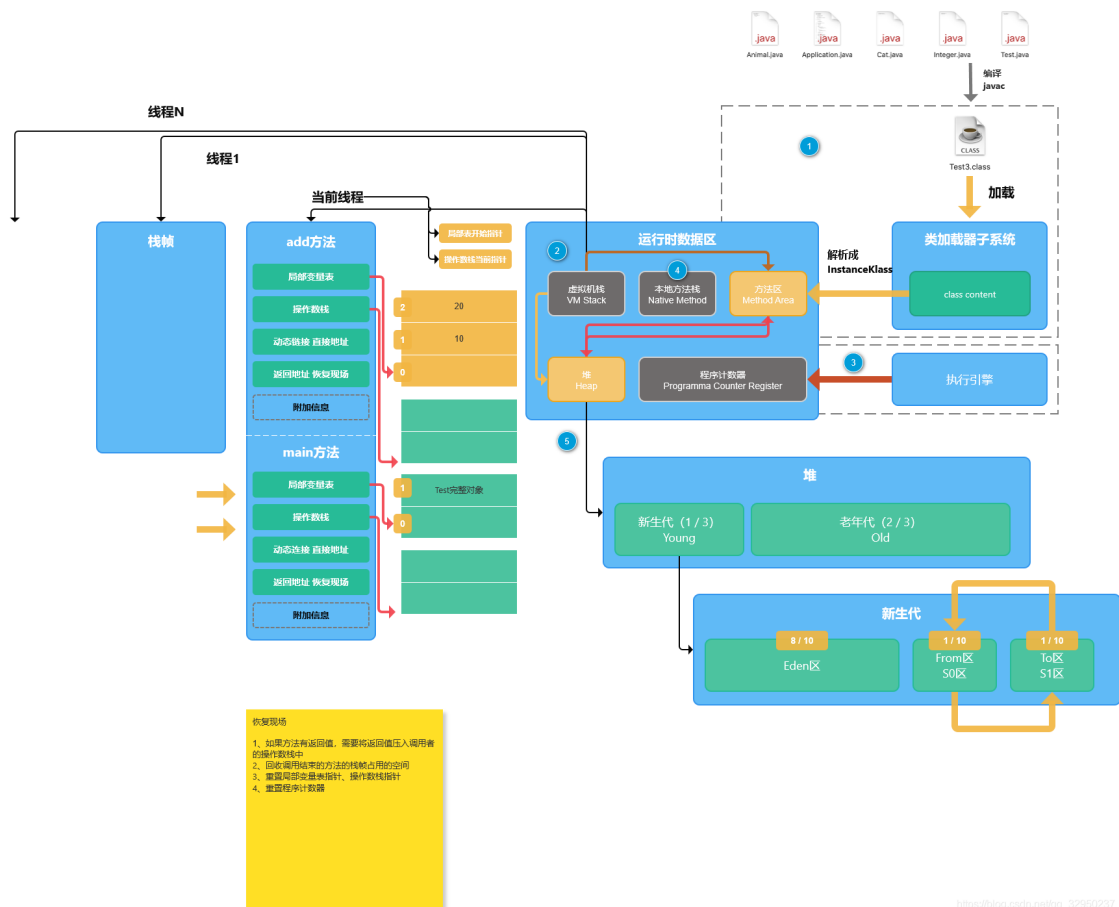 .java
.java
.java
.java
.java
Animal.java
Application.java
Cat.java
Integer.java
Test.java
编译
javac
线程N
线程1
当前线程
1
CLASS
Test3.class
加载
栈帧
add方法
局部变量表
操作数栈
动态链接 直接地址
返回地址 恢复现场
附加信息
main方法
局部变量表
操作数栈
动态连接 直接地址
返回地址 恢复现场
附加信息
局部表开始指针
操作数栈当前指针
2
20
1
10
0
1
Test完整对象
0
运行时数据区
2
虚拟机栈
VM Stack
4
本地方法栈
Native Method
方法区
Method Area
堆
Heap
程序计数器
Programma Counter Register
解析成
InstanceKlass
类加载器子系统
class content
3
执行引擎
5
堆
新生代（1 / 3）
Young
老年代（2 / 3）
Old
新生代
8 / 10
Eden区
1 / 10
From区
S0区
1 / 10
To区
S1区
恢复现场
1、如果方法有返回值，需要将返回值压入调用者
的操作数栈中
2、回收调用结束的方法的栈帧占用的空间
3、重置局部变量表指针、操作数栈指针
4、重置程序计数器